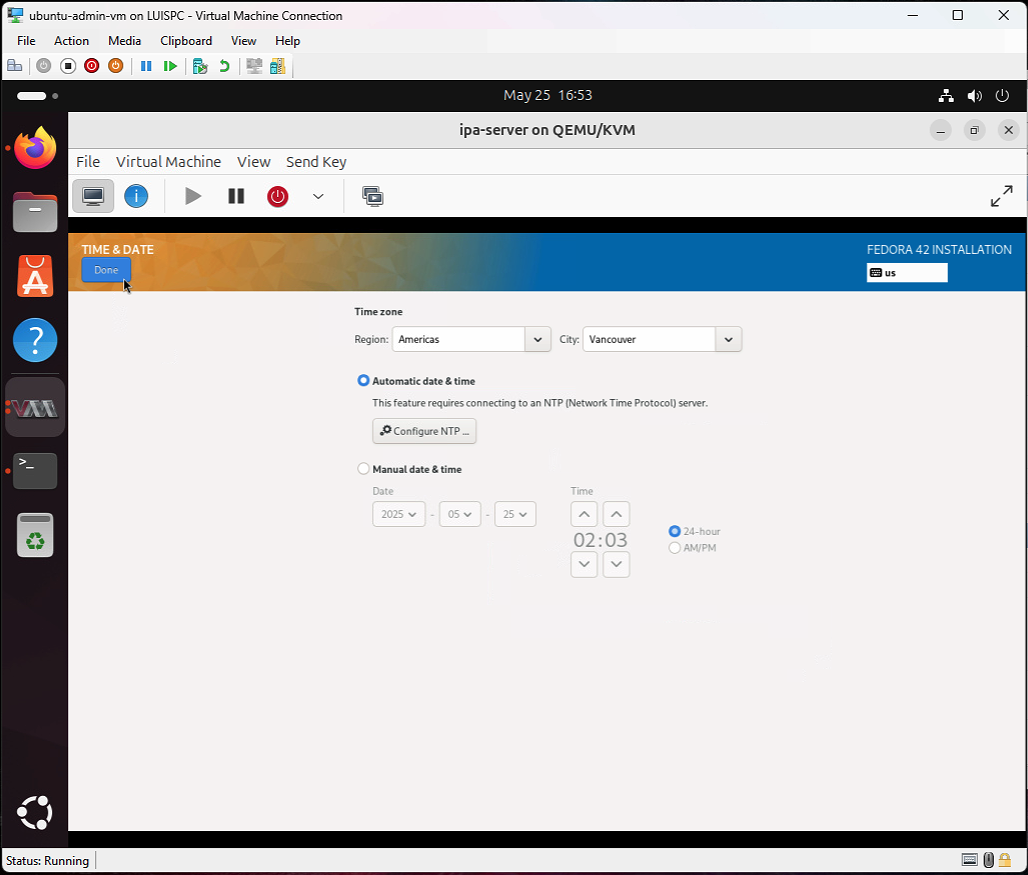 ubuntu-admin-vm on LUISPC - Virtual Machine Connection
File Action Media Clipboard View Help
May 25 16:53
ipa-server on QEMU/KVM
File Virtual Machine View Send Key
TIME & DATE
FEDORA 42 INSTALLATION
Done
us
Time zone
Region: Americas City: Vancouver
Automatic date & time
This feature requires connecting to an NTP (Network Time Protocol) server.
Configure NTP ...
Manual date & time
Date Time
2025 - 05 - 25
02:03
24-hour
AM/PM
Status: Running